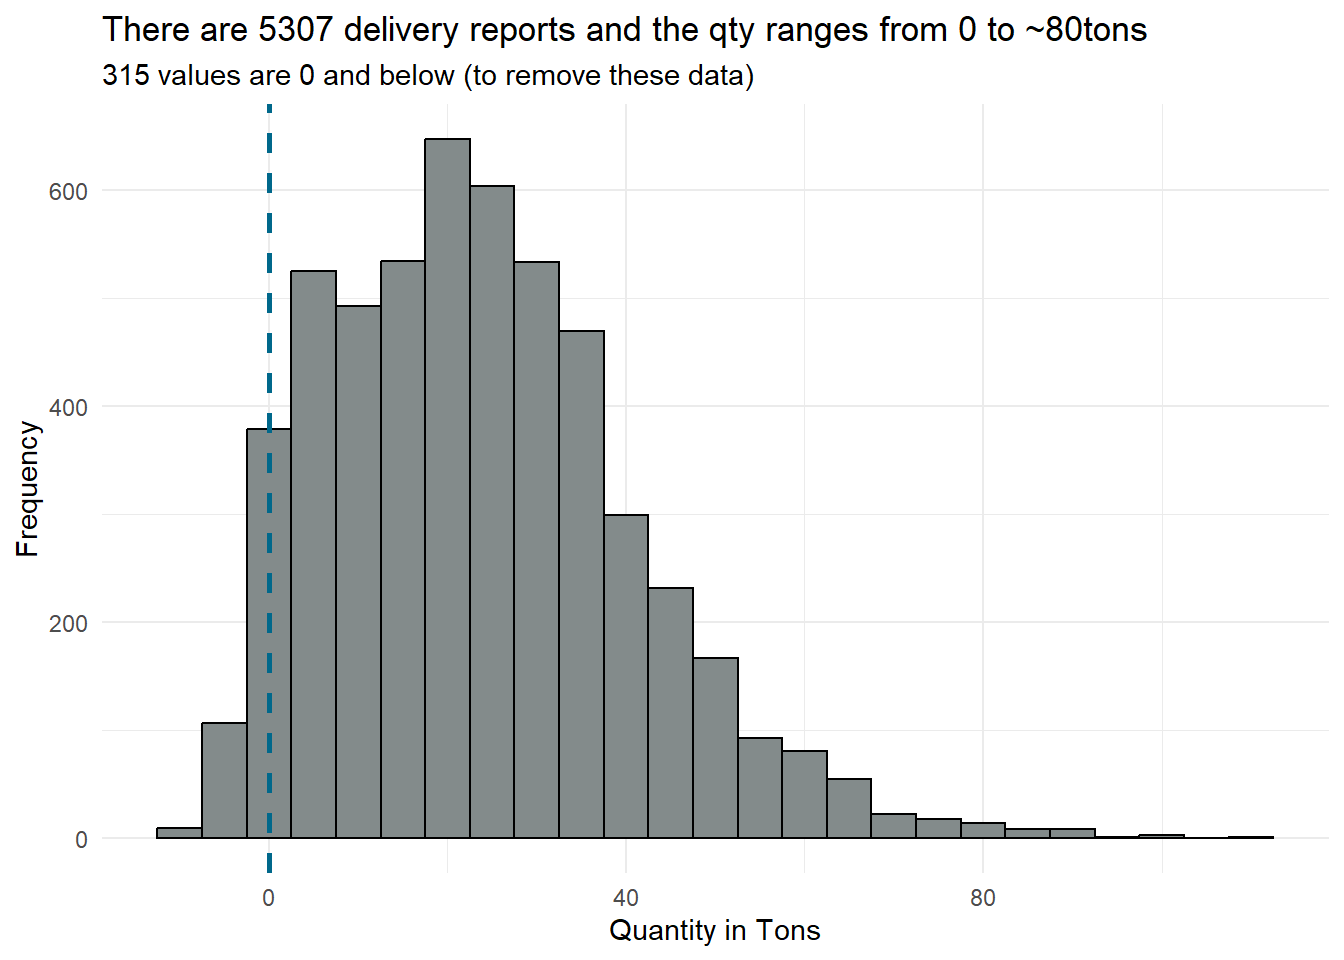 There are 5307 delivery reports and the qty ranges from 0 to ~80tons
315 values are 0 and below (to remove these data)
600
400
200
0
Frequency
0
40
80
Quantity in Tons